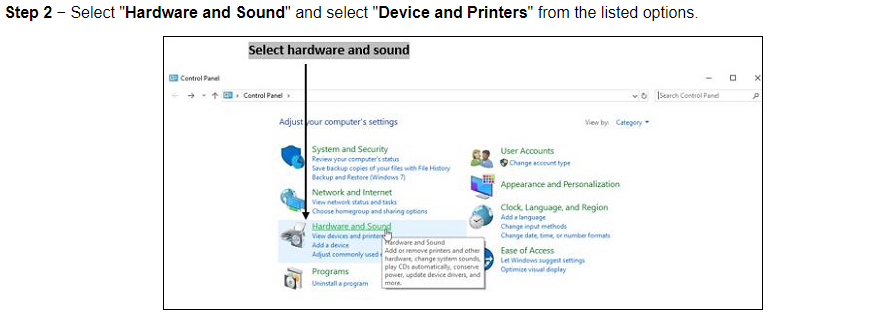 Step 2 − Select "Hardware and Sound" and select "Device and Printers" from the listed options.
Select hardware and sound
Control Panel
Control Panel
Search Control Panel
Adjust your computer's settings
View by: Category
System and Security
Review your computer's status
Save backup copies of your files with File History
Backup and Restore (Windows 7)
Network and Internet
View network status and tasks
Choose homegroup and sharing options
Hardware and Sound
View devices and printers
Add a device
Adjust commonly used
Hardware and Sound
Add or remove printers and other
hardware, change system sounds,
play CDs automatically, conserve
power, update device drivers, and
more.
Programs
Uninstall a program
User Accounts
Change account type
Appearance and Personalization
Clock, Language, and Region
Add a language
Change input methods
Change date, time, or number formats
Ease of Access
Let Windows suggest settings
Optimize visual display